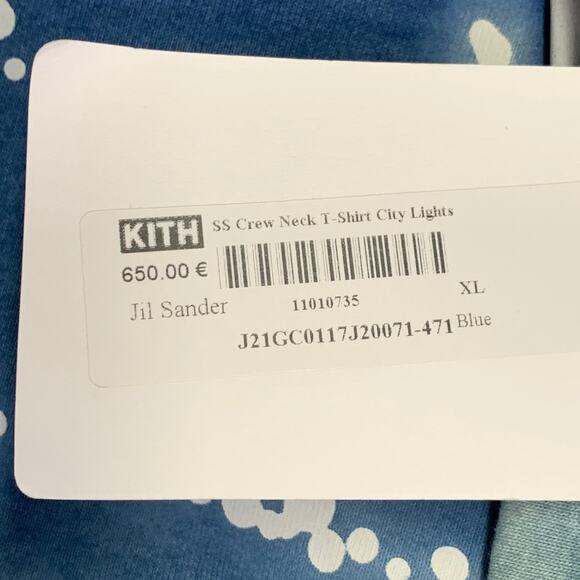 KITH SS Crew Neck T-Shirt City Lights
650.00 €
Jil Sander 11010735 XL
J21GC0117J20071-471 Blue